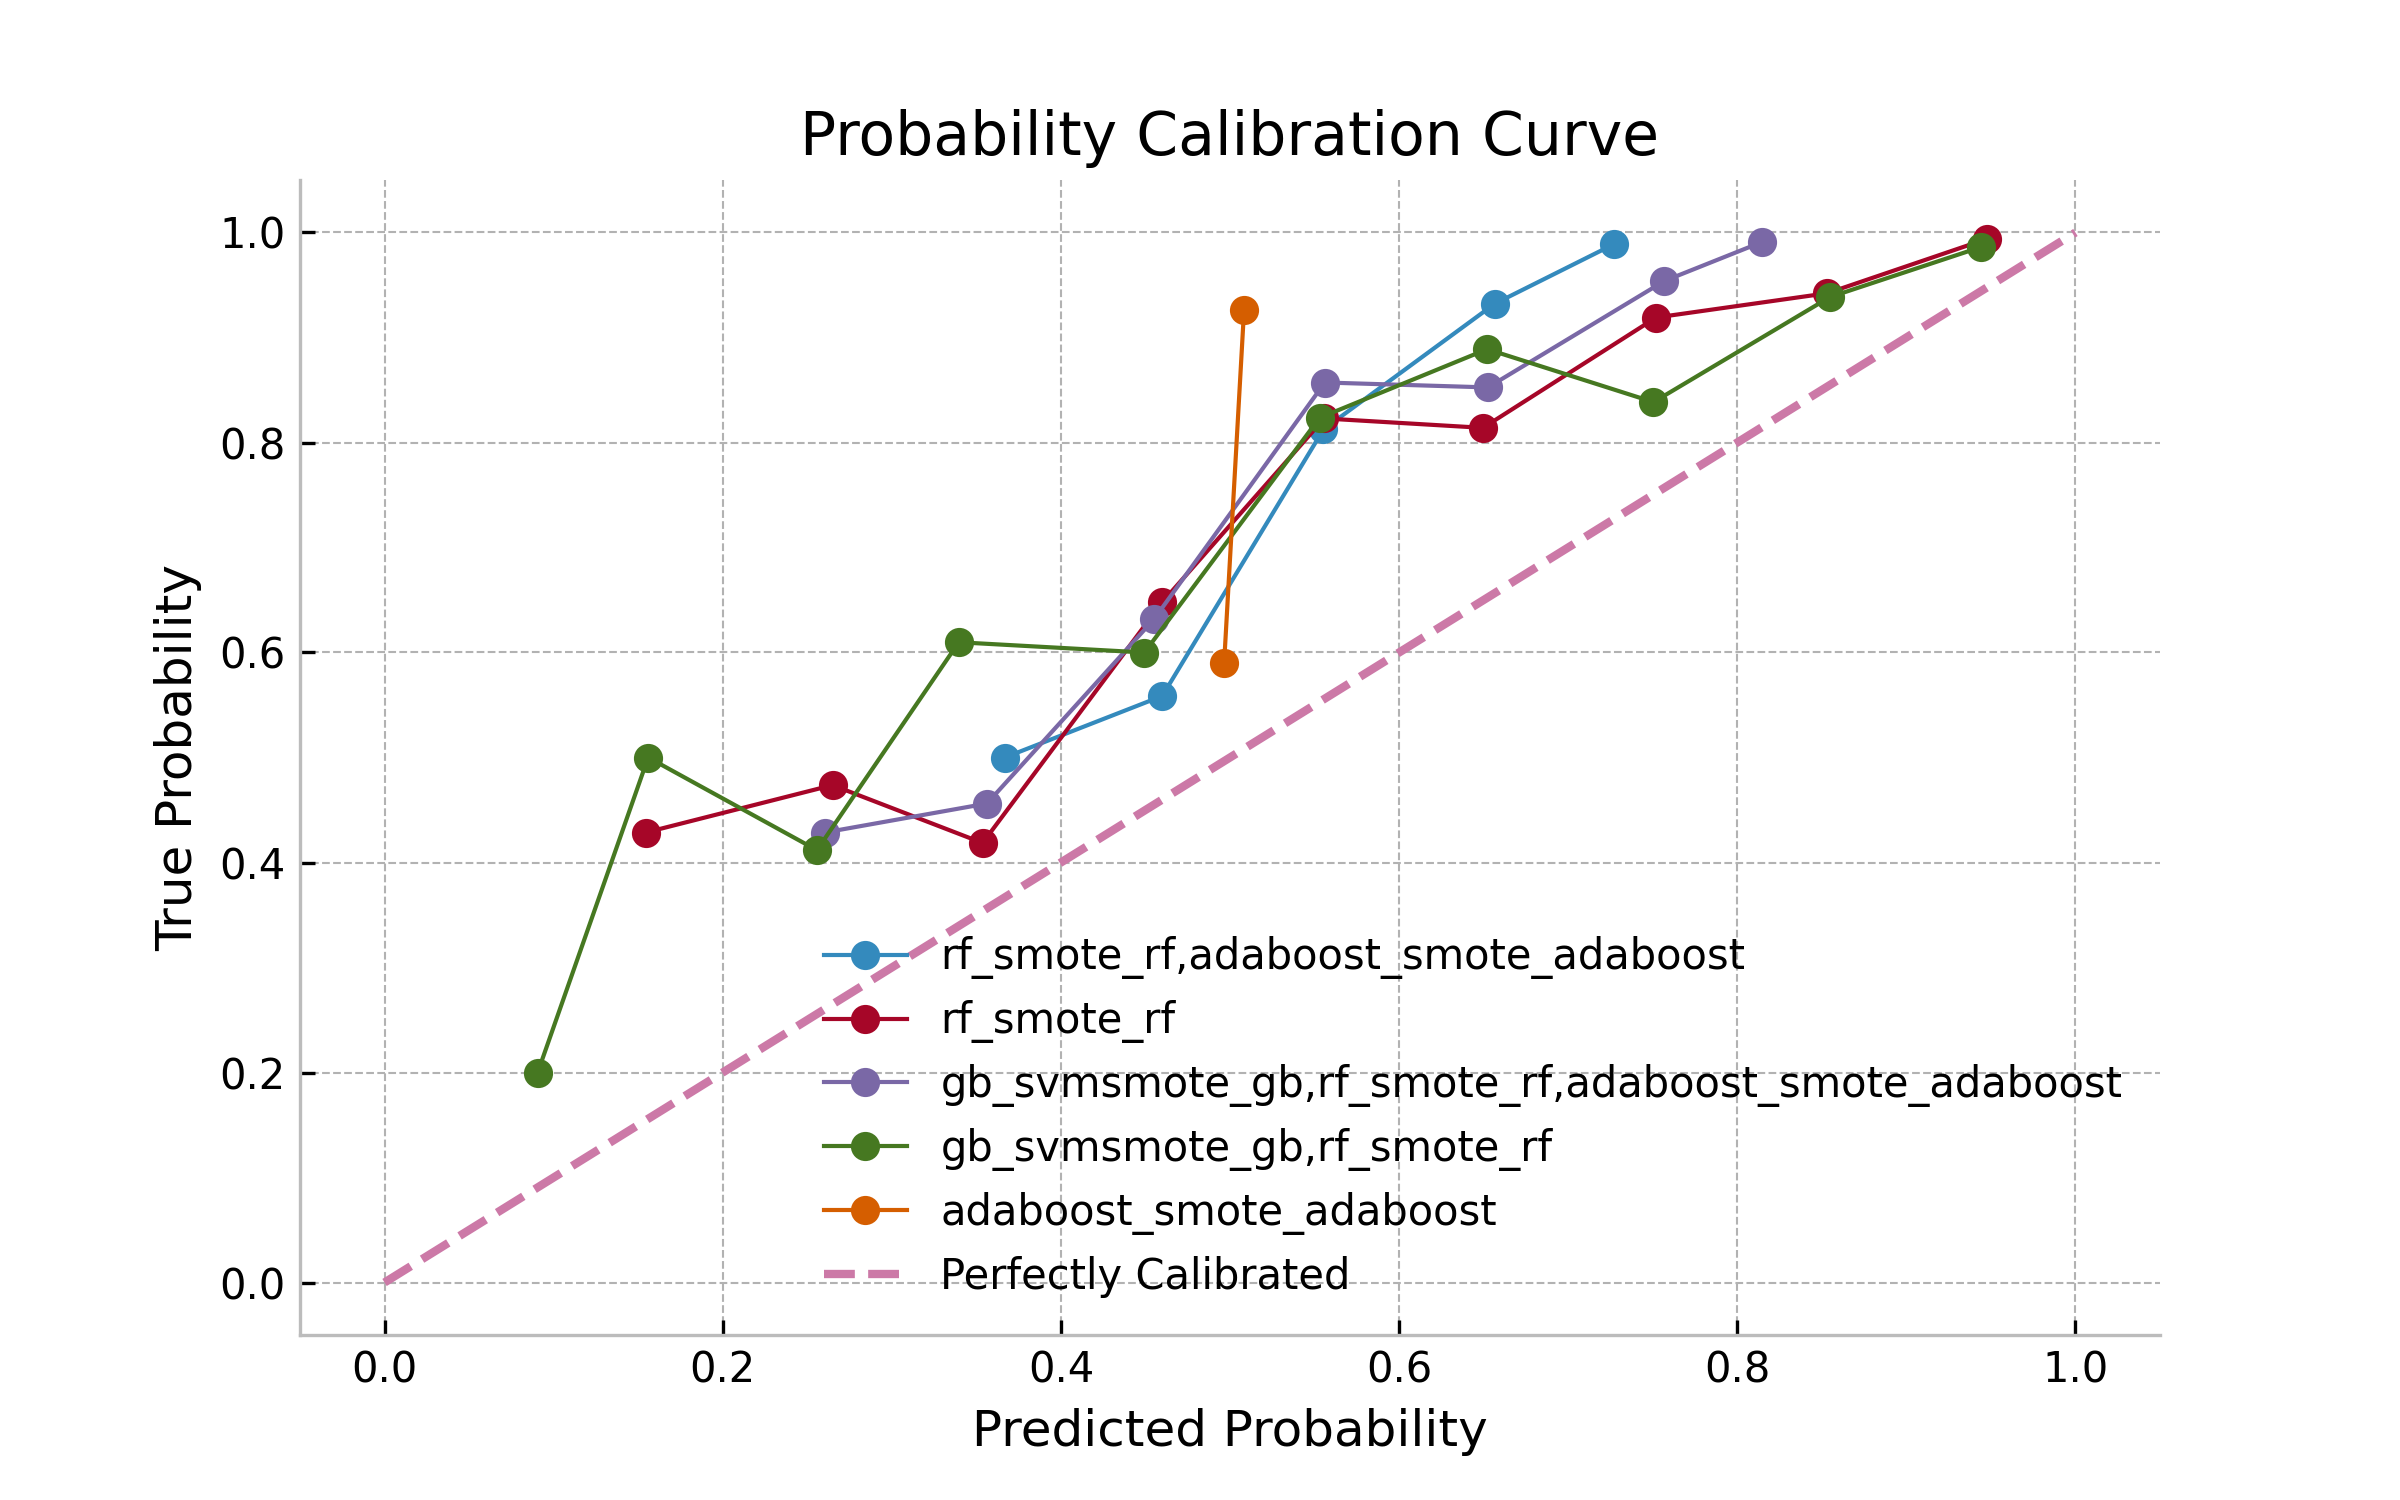 Probability Calibration Curve
1.0
0.8
0.6
0.4
0.2
0.0
True Probability
rf_smote_rf,adaboost_smote_adaboost
rf_smote_rf
gb_svmsmote_gb,rf_smote_rf,adaboost_smote_adaboost
gb_svmsmote_gb,rf_smote_rf
adaboost_smote_adaboost
Perfectly Calibrated
0.0 0.2 0.4 0.6 0.8 1.0
Predicted Probability